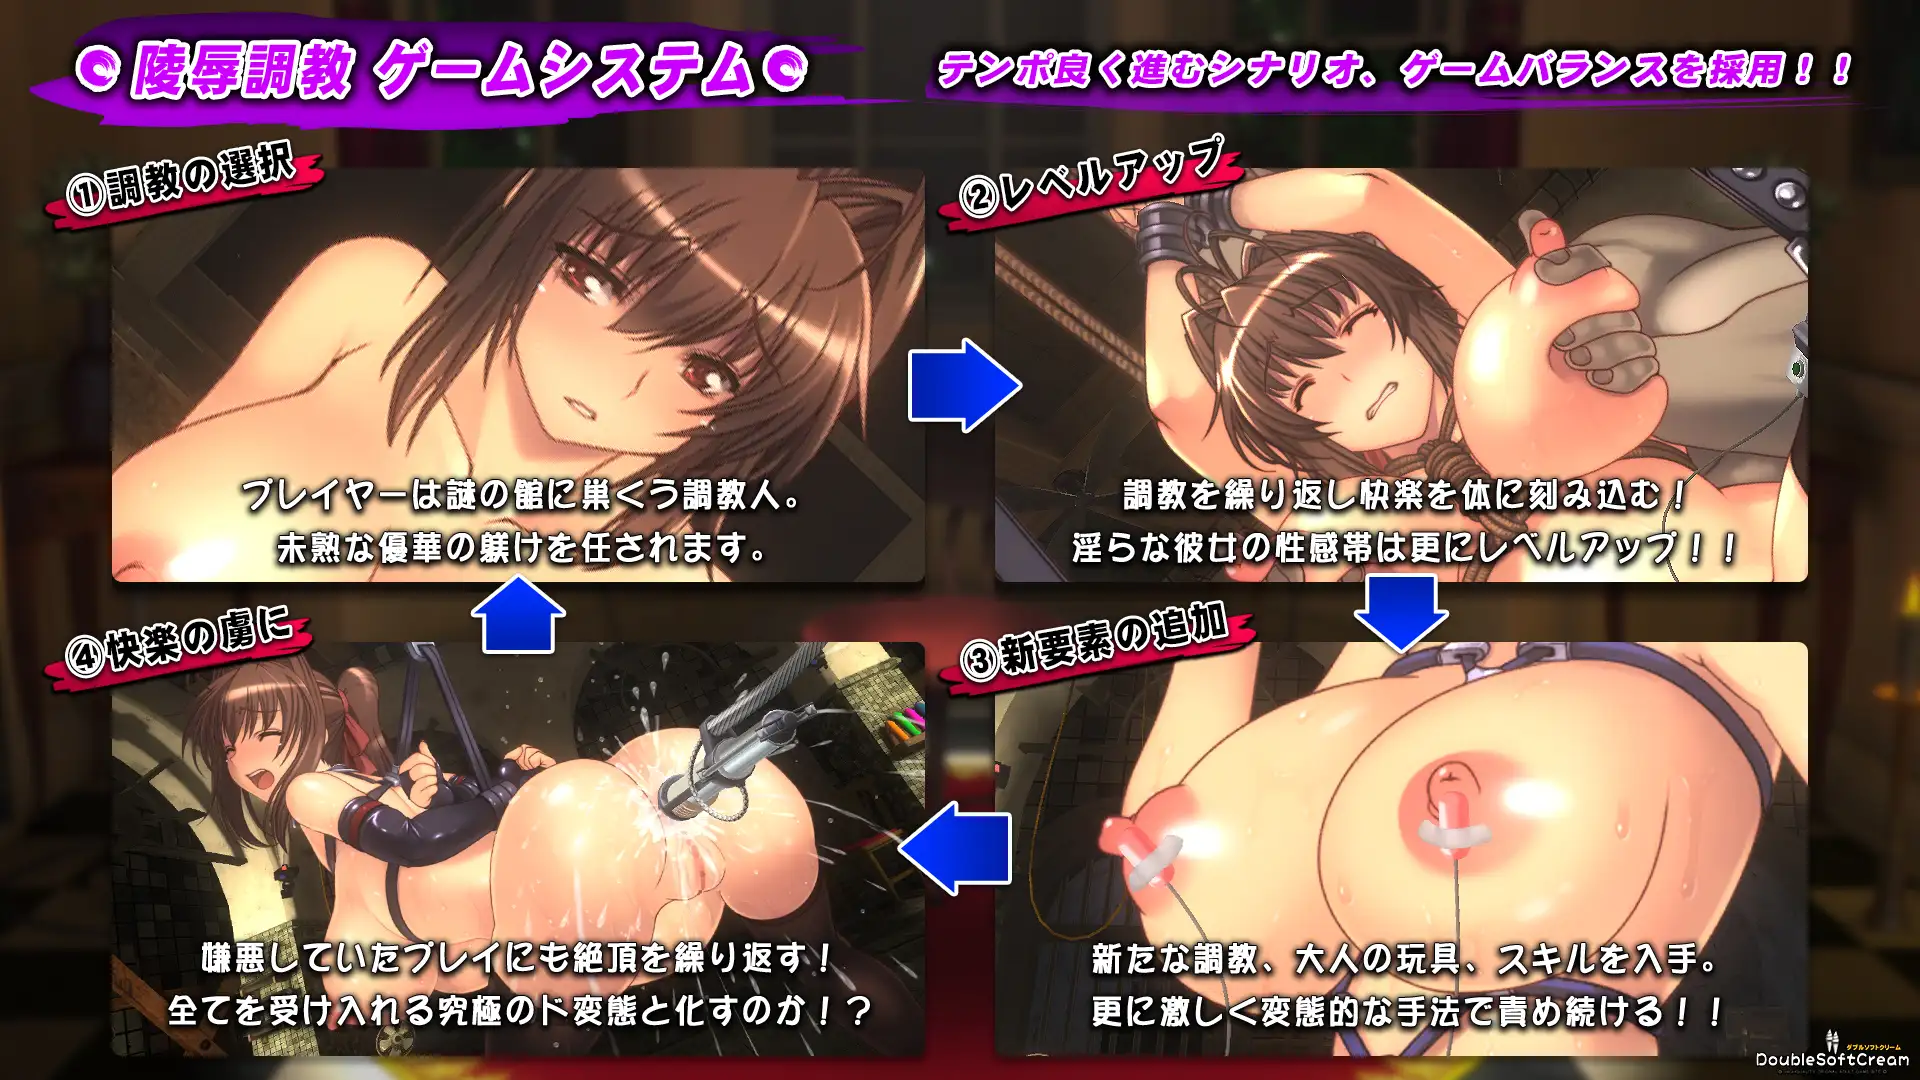 陵辱調教 ゲームシステム
テンポ良く進むシナリオ、ゲームバランスを採用！！
①調教の選択
プレイヤーは謎の館に巣くう調教人。
未熟な優華の躾けを任されます。
②レベルアップ
調教を繰り返し快楽を体に刻み込む！
淫らな彼女の性感帯は更にレベルアップ！！
③新要素の追加
新たな調教、大人の玩具、スキルを入手。
更に激しく変態的な手法で責め続ける！！
④快楽の虜に
嫌悪していたプレイにも絶頂を繰り返す！
全てを受け入れる究極のド変態と化すのか！？
ダブルソフトクリーム
DoubleSoftCream